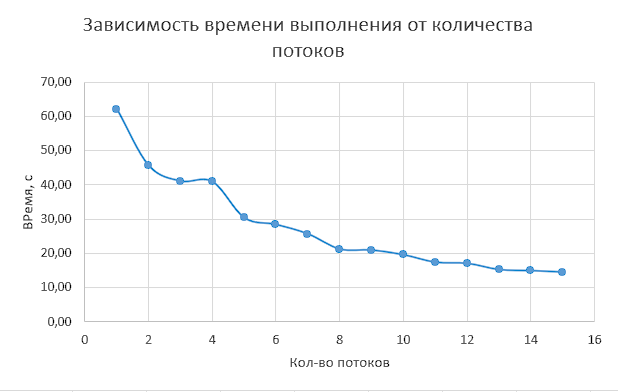 Зависимость времени выполнения от количества
потоков
70,00
60,00
50,00
40,00
30,00
20,00
10,00
0,00
ВРемя, с
0 2 4 6 8 10 12 14 16
Кол-во потоков